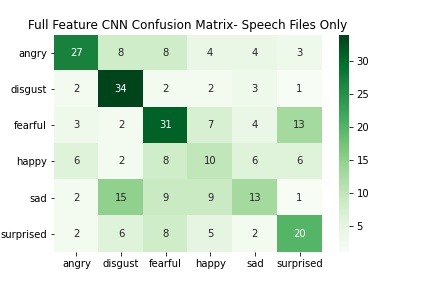 Full Feature CNN Confusion Matrix- Speech Files Only
angry 27 8 8 4 4 3
disgust 2 34 2 2 3 1
fearful 3 2 31 7 4 13
happy 6 2 8 10 6 6
sad 2 15 9 9 13 1
surprised 2 6 8 5 2 20
angry disgust fearful happy sad surprised
30
25
20
15
10
5